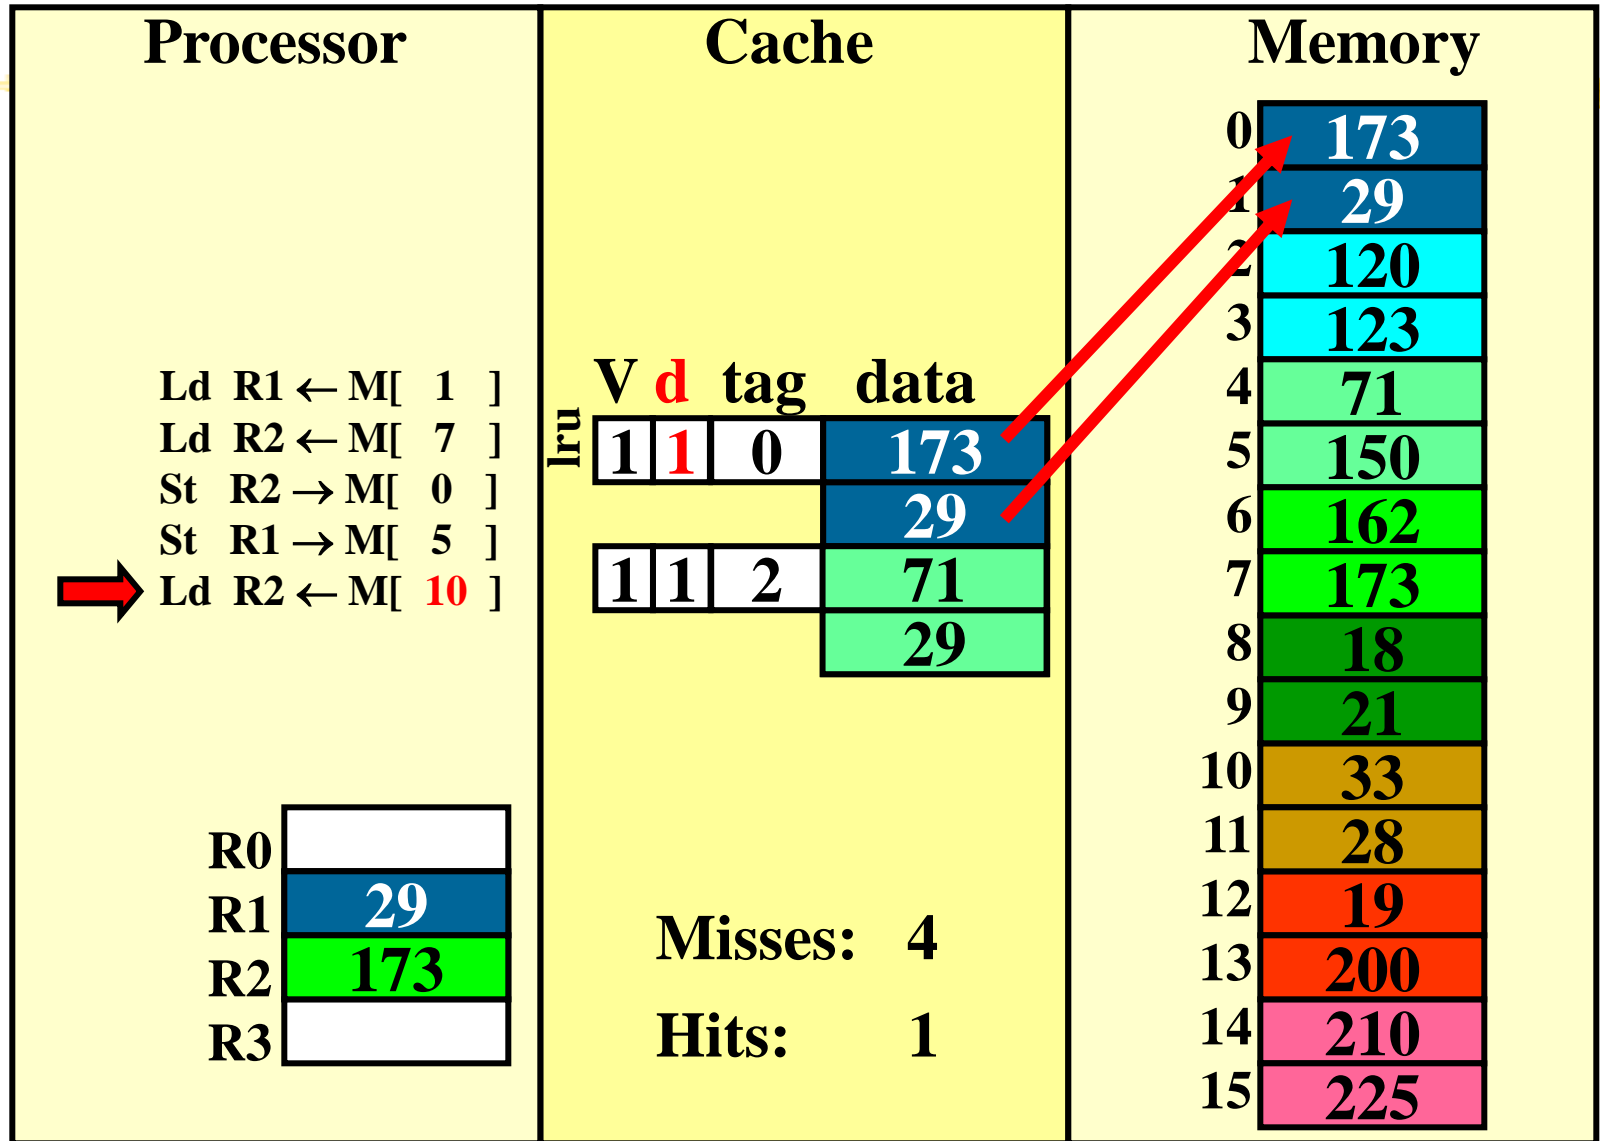 Processor
Ld R1 ← M[ 1 ]
Ld R2 ← M[ 7 ]
St R2 → M[ 0 ]
St R1 → M[ 5 ]
Ld R2 ← M[ 10 ]
R0
R1 29
R2 173
R3
Cache
V d tag data
lru
1 1 0 173
29
1 1 2 71
29
Misses: 4
Hits: 1
Memory
0 173
1 29
2 120
3 123
4 71
5 150
6 162
7 173
8 18
9 21
10 33
11 28
12 19
13 200
14 210
15 225